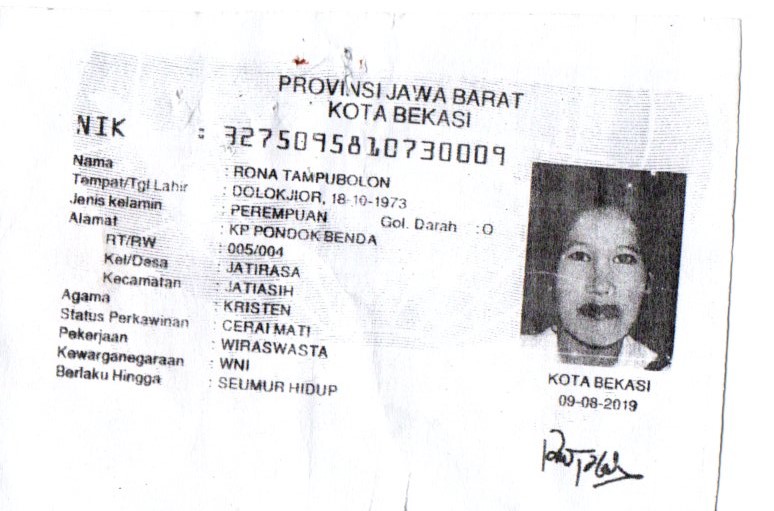 PROVINSI JAWA BARAT
KOTA BEKASI
NIK : 3275095810730009
Nama : RONA TAMPUBOLON
Tempat/Tgl Lahir : DOLOKJIOR, 18-10-1973
Jenis kelamin : PEREMPUAN Gol. Darah : O
Alamat : KP PONDOK BENDA
RT/RW : 005/004
Kel/Desa : JATIRASA
Kecamatan : JATIASIH
Agama : KRISTEN
Status Perkawinan : CERAI MATI
Pekerjaan : WIRASWASTA
Kewarganegaraan : WNI
Berlaku Hingga : SEUMUR HIDUP
KOTA BEKASI
09-08-2019